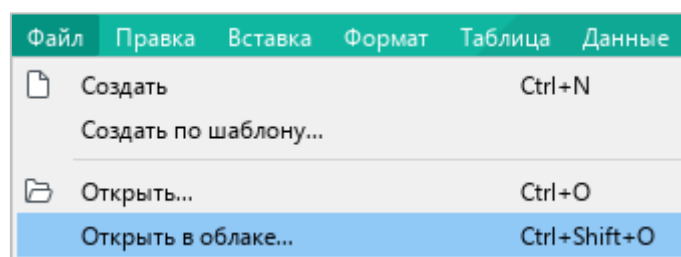 Файл Правка Вставка Формат Таблица Данные
Создать Ctrl+N
Создать по шаблону...
Открыть... Ctrl+O
Открыть в облаке... Ctrl+Shift+O